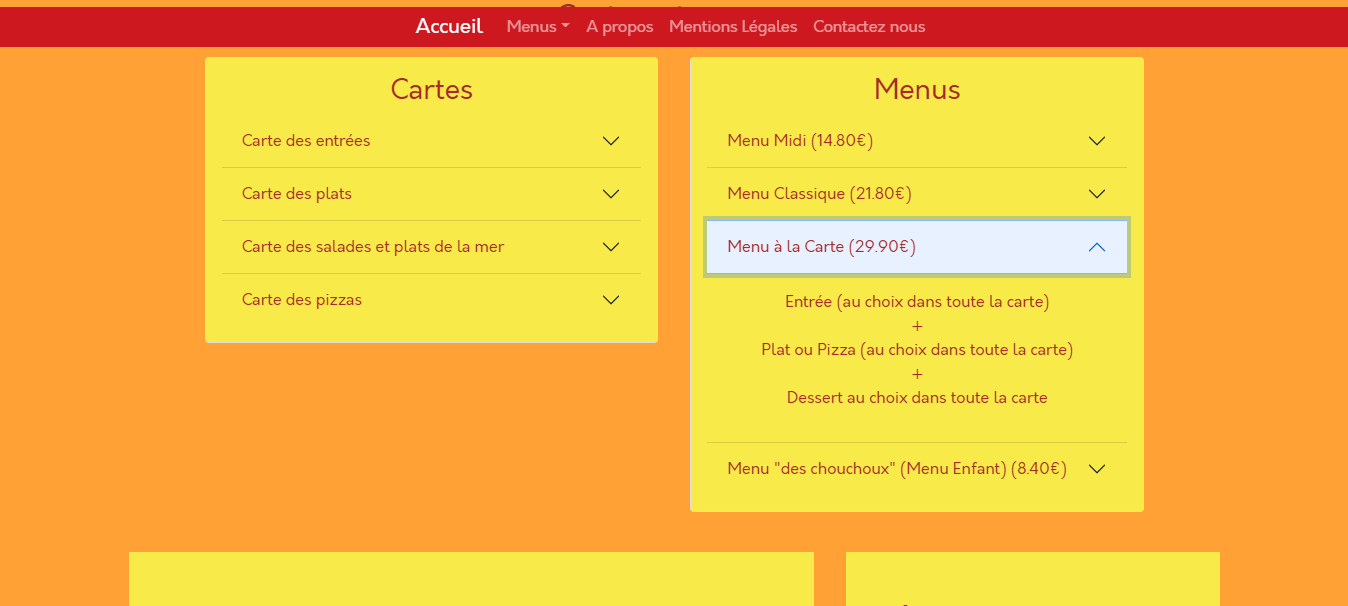 Accueil Menus A propos Mentions Légales Contactez nous
Cartes
Carte des entrées
Carte des plats
Carte des salades et plats de la mer
Carte des pizzas
Menus
Menu Midi (14.80€)
Menu Classique (21.80€)
Menu à la Carte (29.90€)
Entrée (au choix dans toute la carte)
+
Plat ou Pizza (au choix dans toute la carte)
+
Dessert au choix dans toute la carte
Menu "des chouchoux" (Menu Enfant) (8.40€)